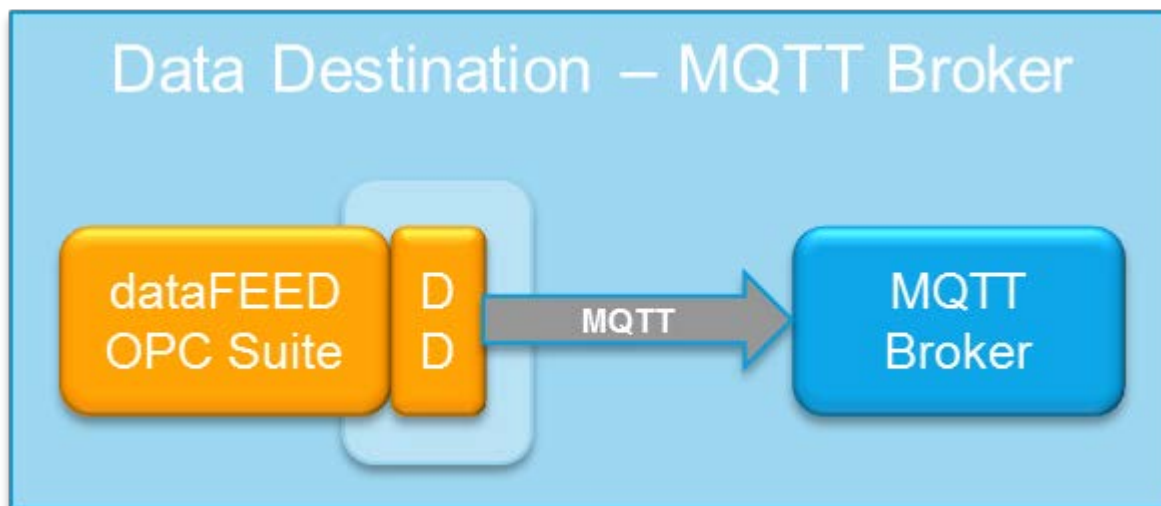 Data Destination – MQTT Broker
dataFEED
OPC Suite
D
D
MQTT
MQTT
Broker